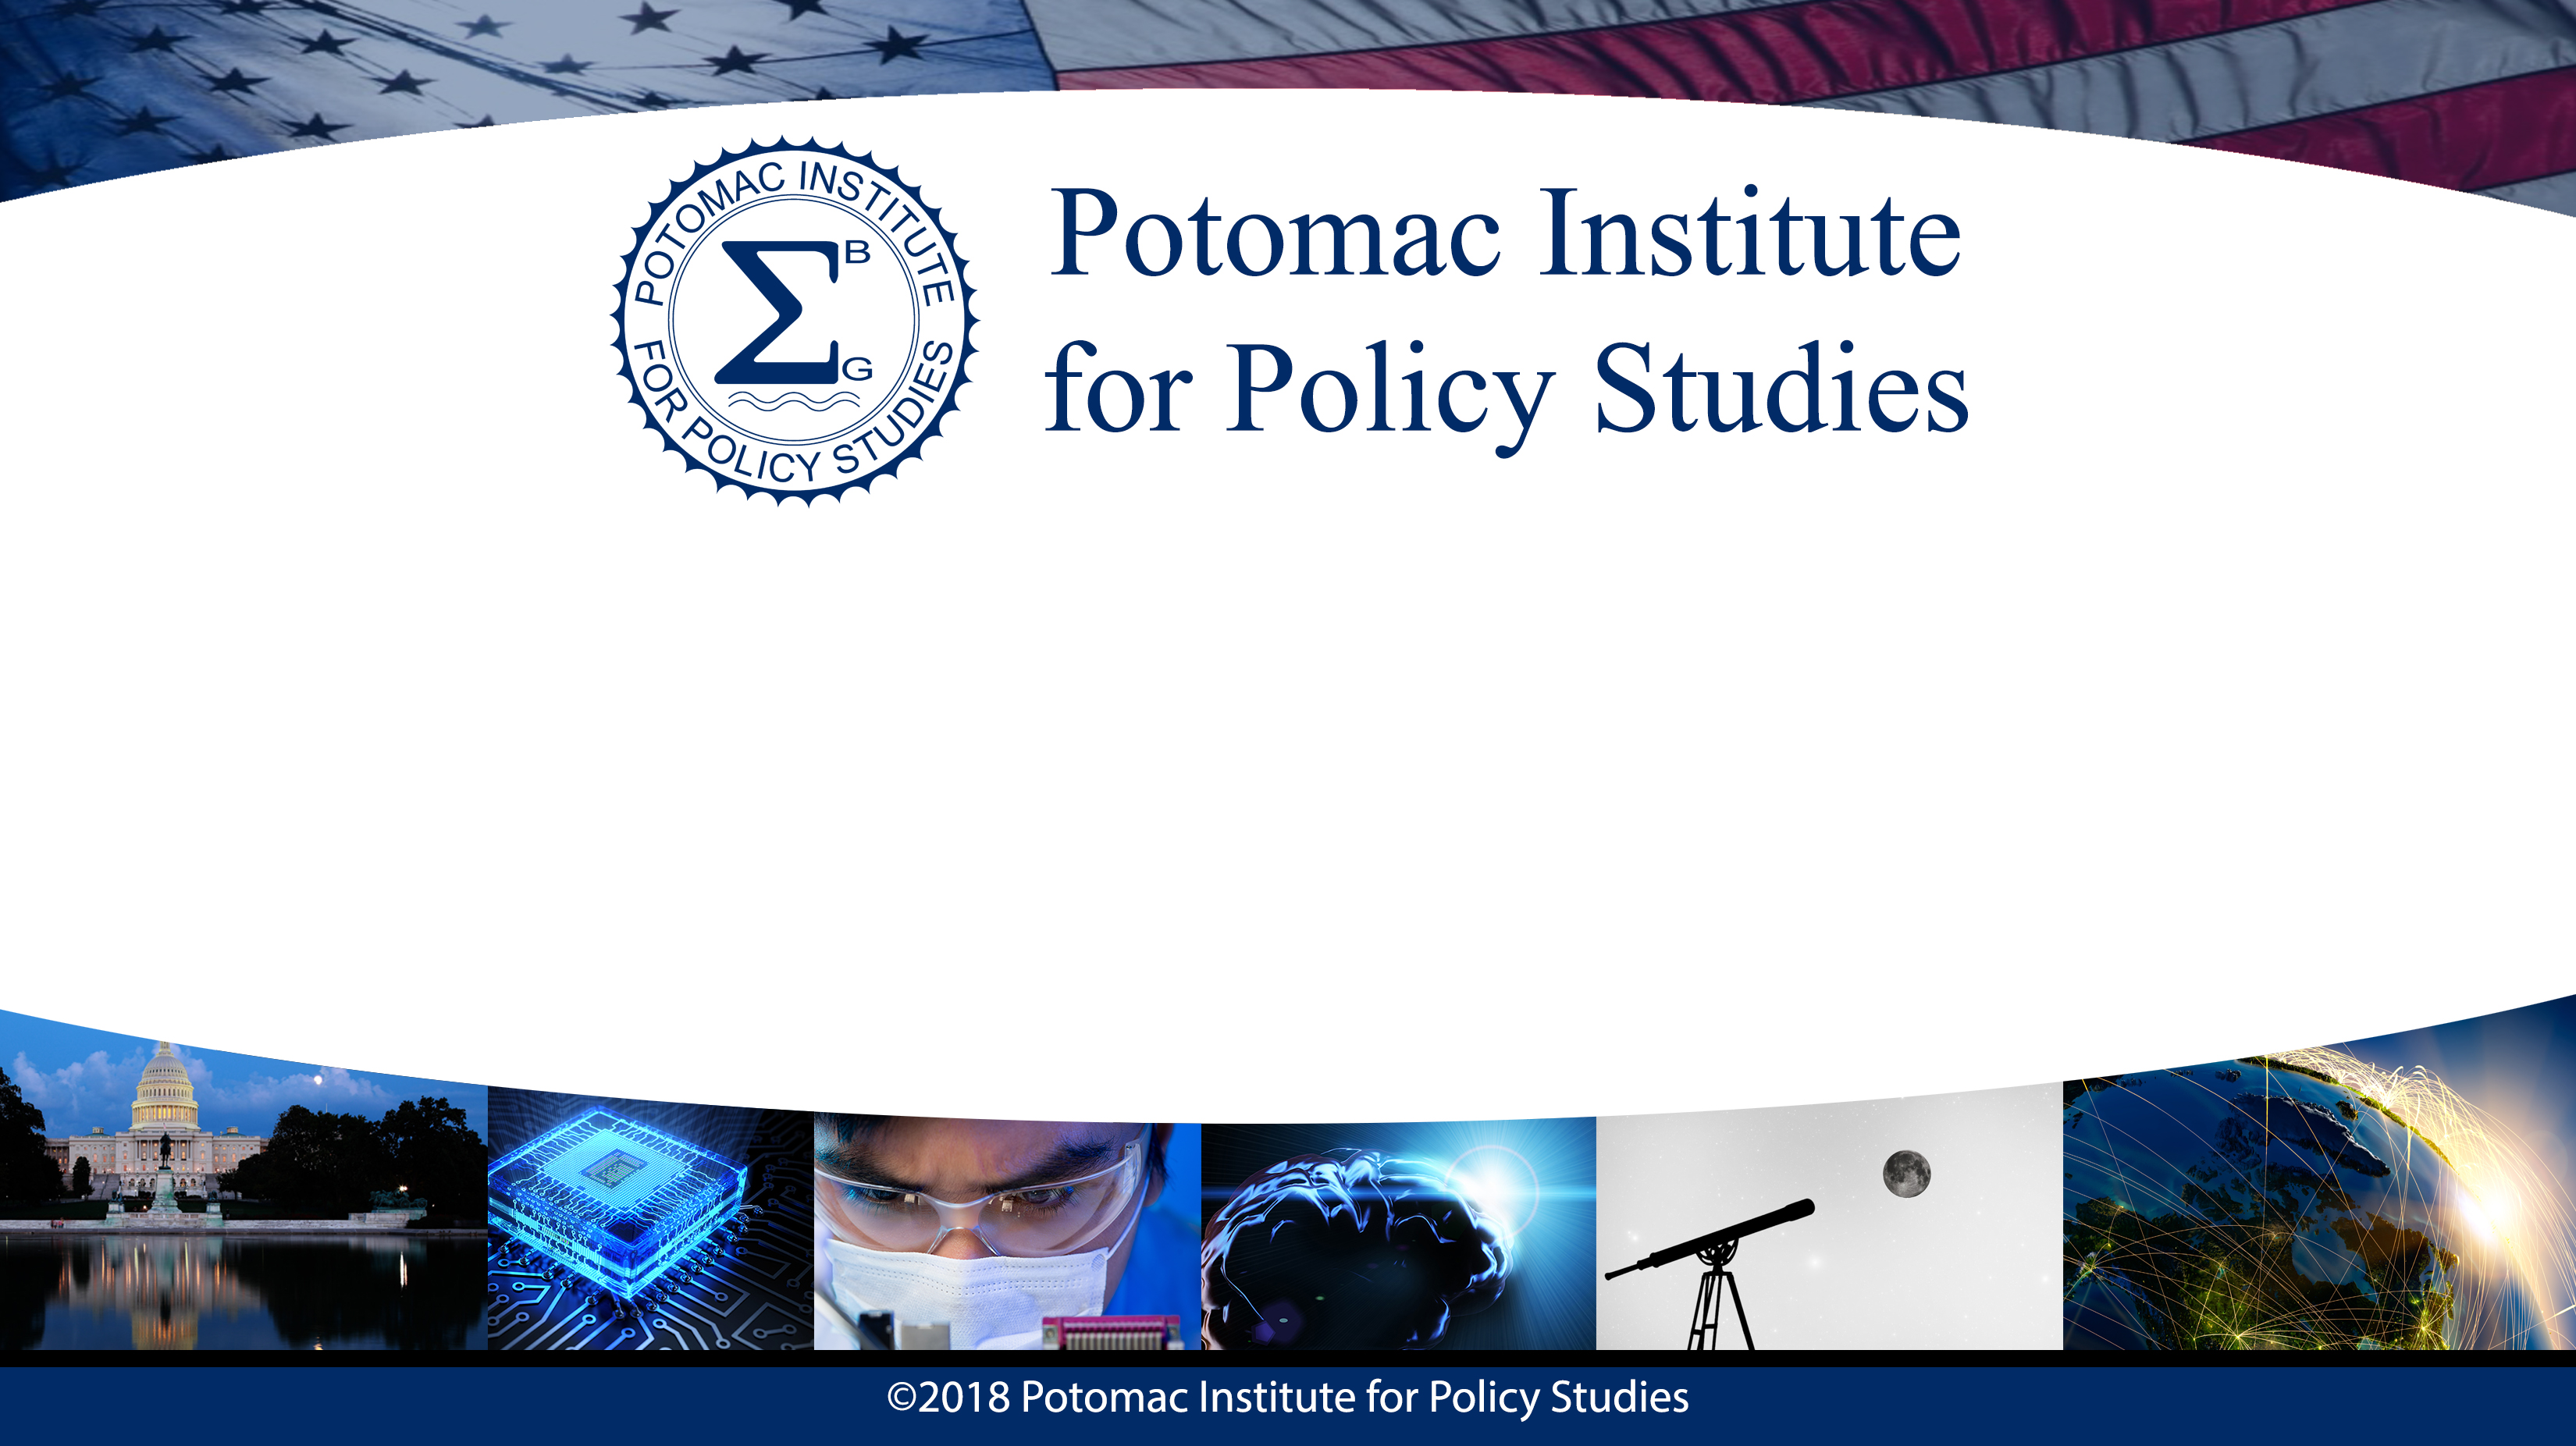 POTOMAC INSTITUTE
Σ B
G
FOR POLICY STUDIES
Potomac Institute
for Policy Studies
©2018 Potomac Institute for Policy Studies